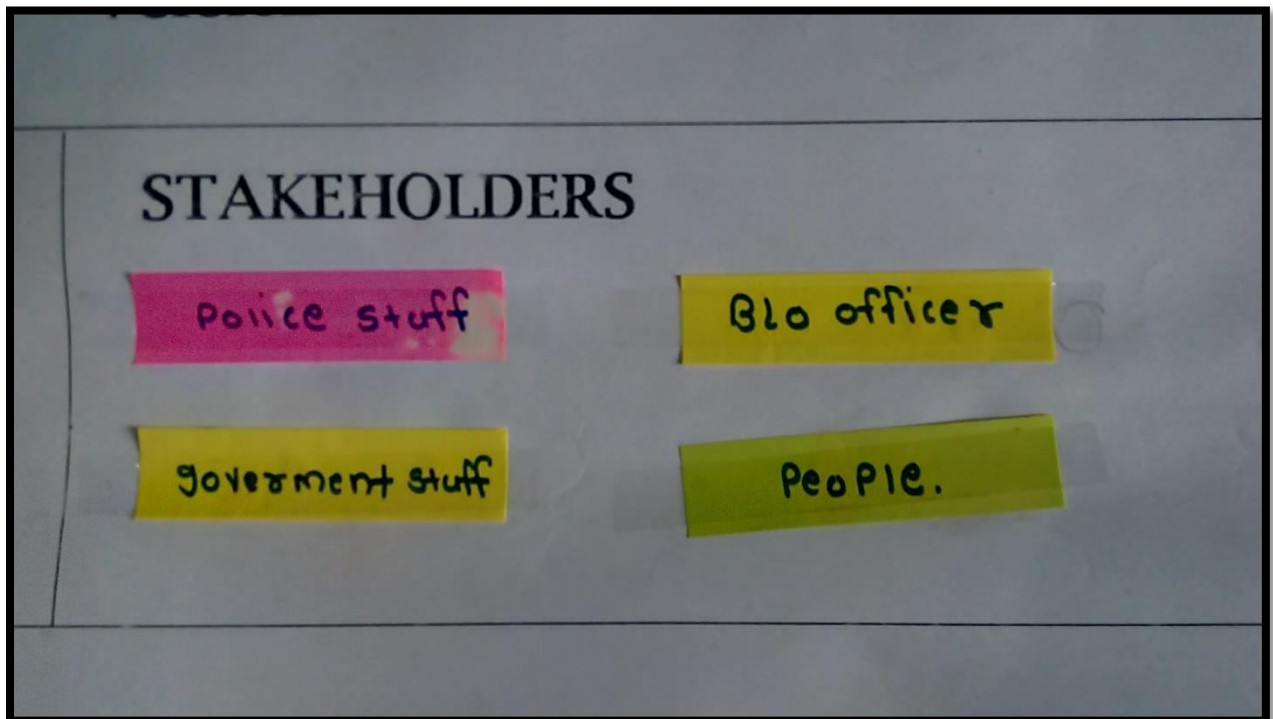 STAKEHOLDERS
Police stuff
Blo officer
goverment stuff
People.